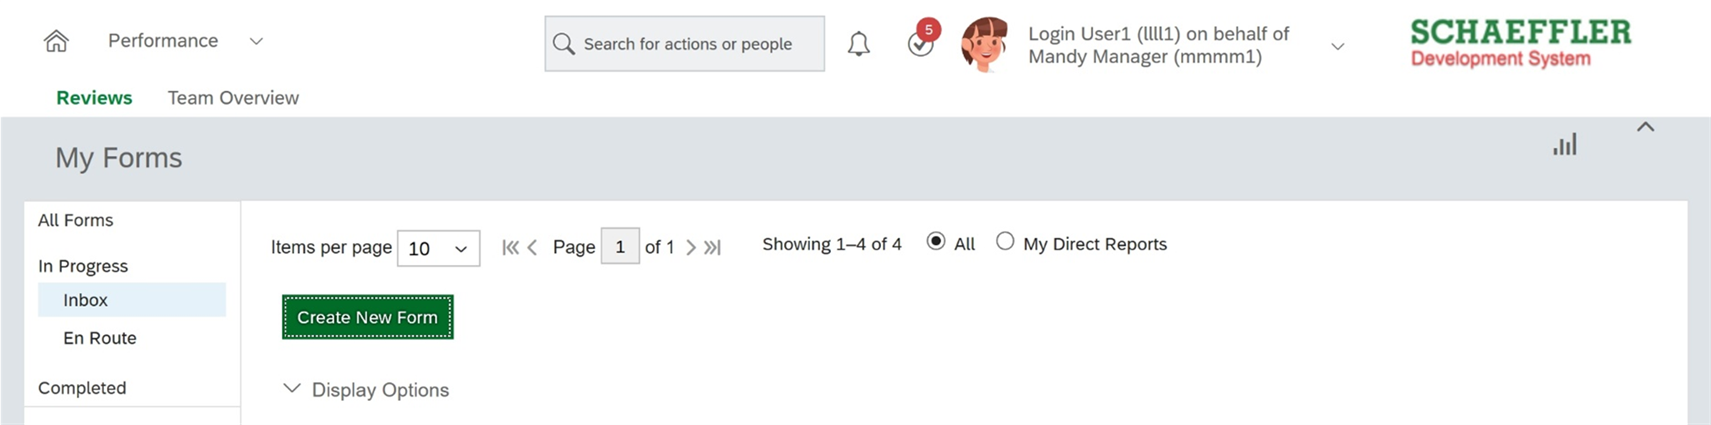 Performance
Search for actions or people
5
Login User1 (llll1) on behalf of
Mandy Manager (mmmm1)
SCHAEFFLER
Development System
Reviews
Team Overview
My Forms
All Forms
In Progress
Inbox
En Route
Completed
Items per page 10 Page 1 of 1 Showing 1–4 of 4 All My Direct Reports
Create New Form
Display Options